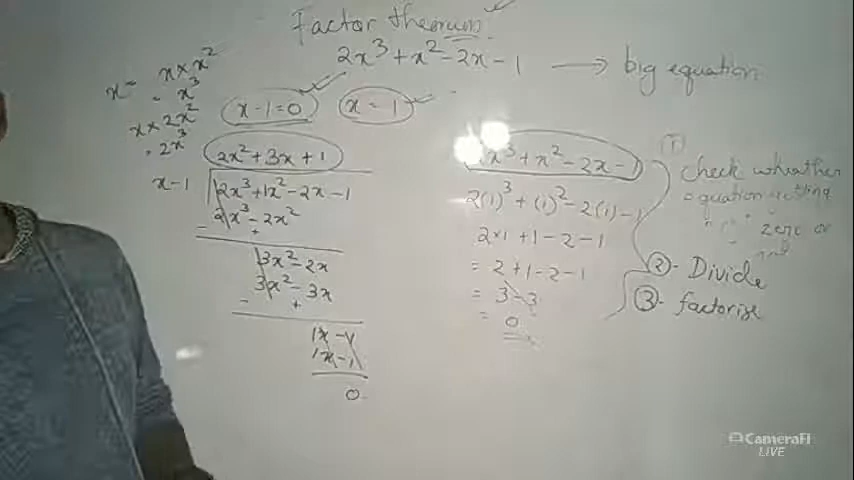 Factor theorem:
2x³ + x² - 2x - 1 → big equation
x × x²
= x³
x × 2x²
= 2x³
x - 1 = 0
x = 1
2x² + 3x + 1
x - 1
2x³ + 1x² - 2x - 1
2x³ - 2x²
- +
3x² - 2x
3x² - 3x
- +
1x - 1
1x - 1
0
x³ + x² - 2x - 1
2(1)³ + (1)² - 2(1) - 1
2×1 + 1 - 2 - 1
= 2 + 1 - 2 - 1
= 3 - 3
= 0
① check wheather
equation
zero or
② - Divide
③ - factorise
CameraFI
LIVE